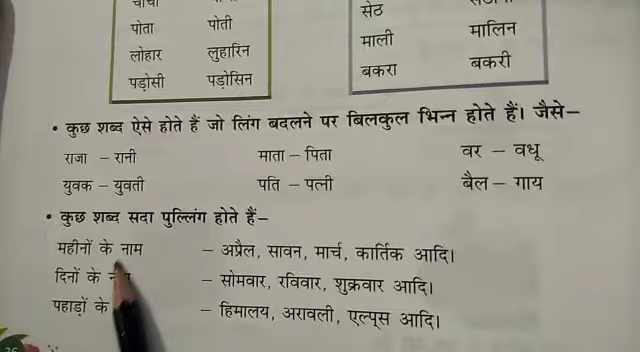 चाचा
पोता पोती
लोहार लुहारिन
पड़ोसी पड़ोसिन
सेठ
माली मालिन
बकरा बकरी
• कुछ शब्द ऐसे होते हैं जो लिंग बदलने पर बिलकुल भिन्न होते हैं। जैसे–
राजा – रानी माता – पिता वर – वधू
युवक – युवती पति – पत्नी बैल – गाय
• कुछ शब्द सदा पुल्लिंग होते हैं–
महीनों के नाम – अप्रैल, सावन, मार्च, कार्तिक आदि।
दिनों के – सोमवार, रविवार, शुक्रवार आदि।
पहाड़ों के – हिमालय, अरावली, एल्प्स आदि।